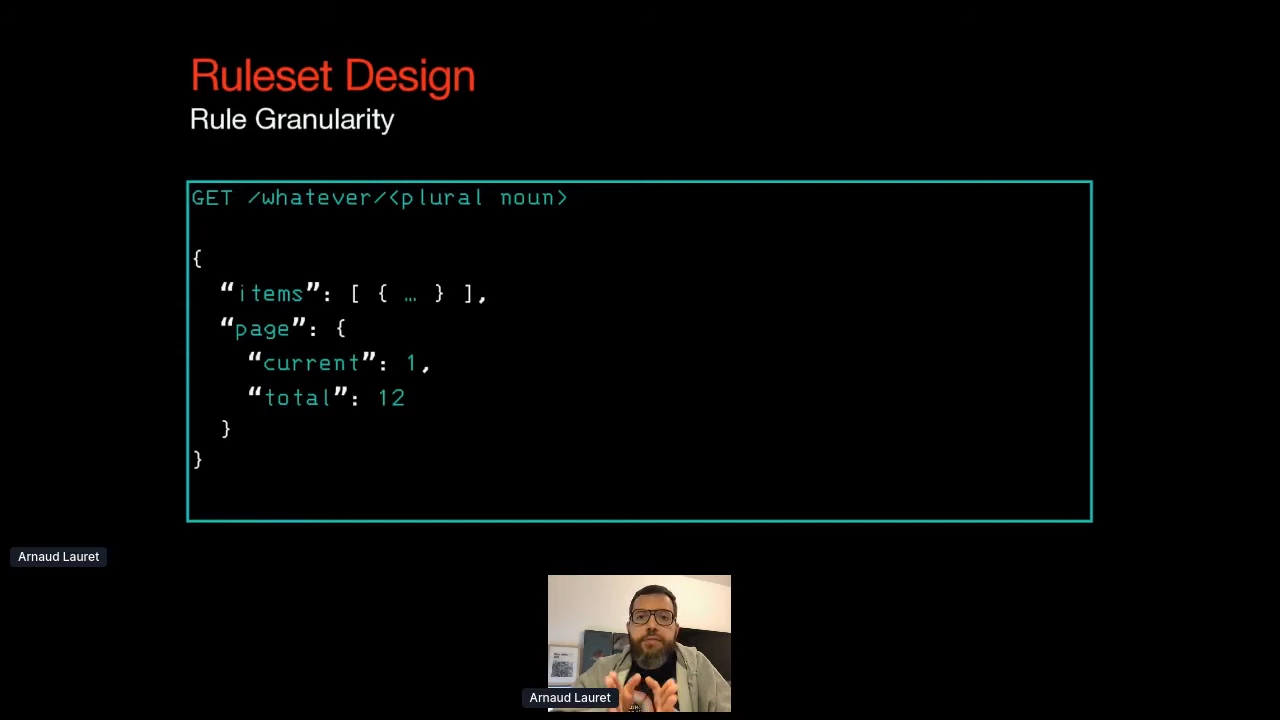 Ruleset Design
Rule Granularity
GET /whatever/<plural noun>
{
“items”: [ { … } ],
“page”: {
“current”: 1,
“total”: 12
}
}
Arnaud Lauret
Arnaud Lauret